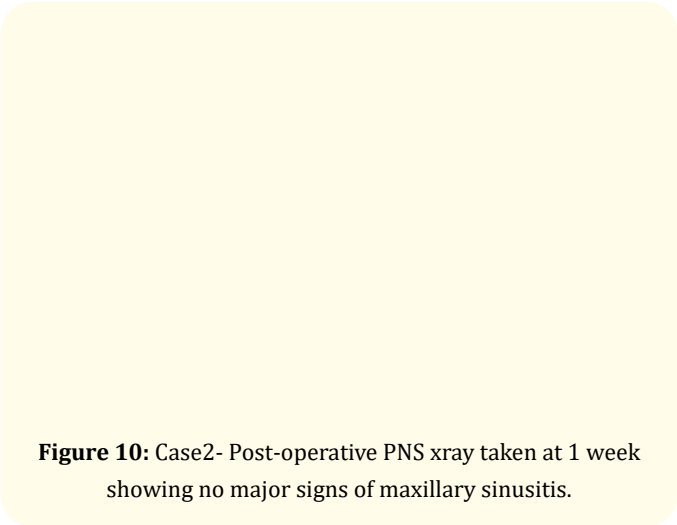 Figure 10: Case2- Post-operative PNS xray taken at 1 week
showing no major signs of maxillary sinusitis.